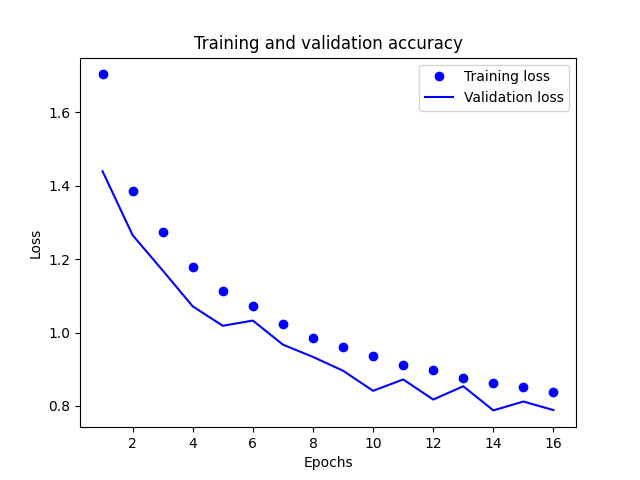 Training and validation accuracy
Training loss
Validation loss
1.6
1.4
1.2
1.0
0.8
Loss
2 4 6 8 10 12 14 16
Epochs